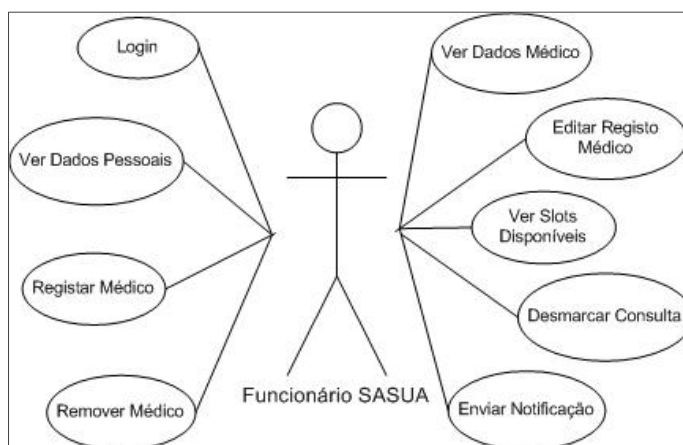 Login
Ver Dados Pessoais
Registar Médico
Remover Médico
Funcionário SASUA
Ver Dados Médico
Editar Registo
Médico
Ver Slots
Disponíveis
Desmarcar Consulta
Enviar Notificação